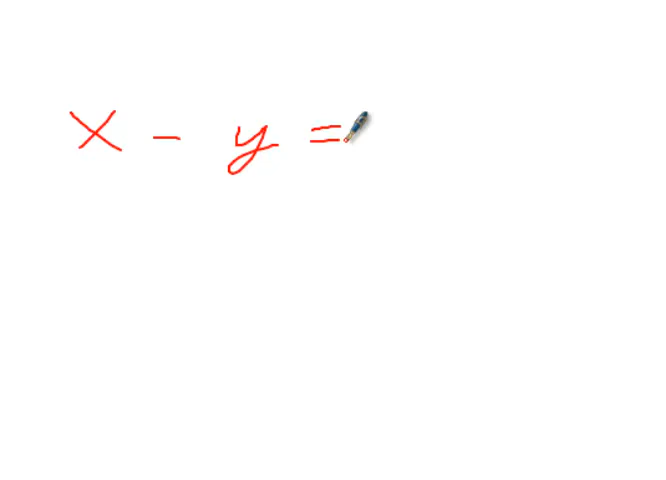 x - y =